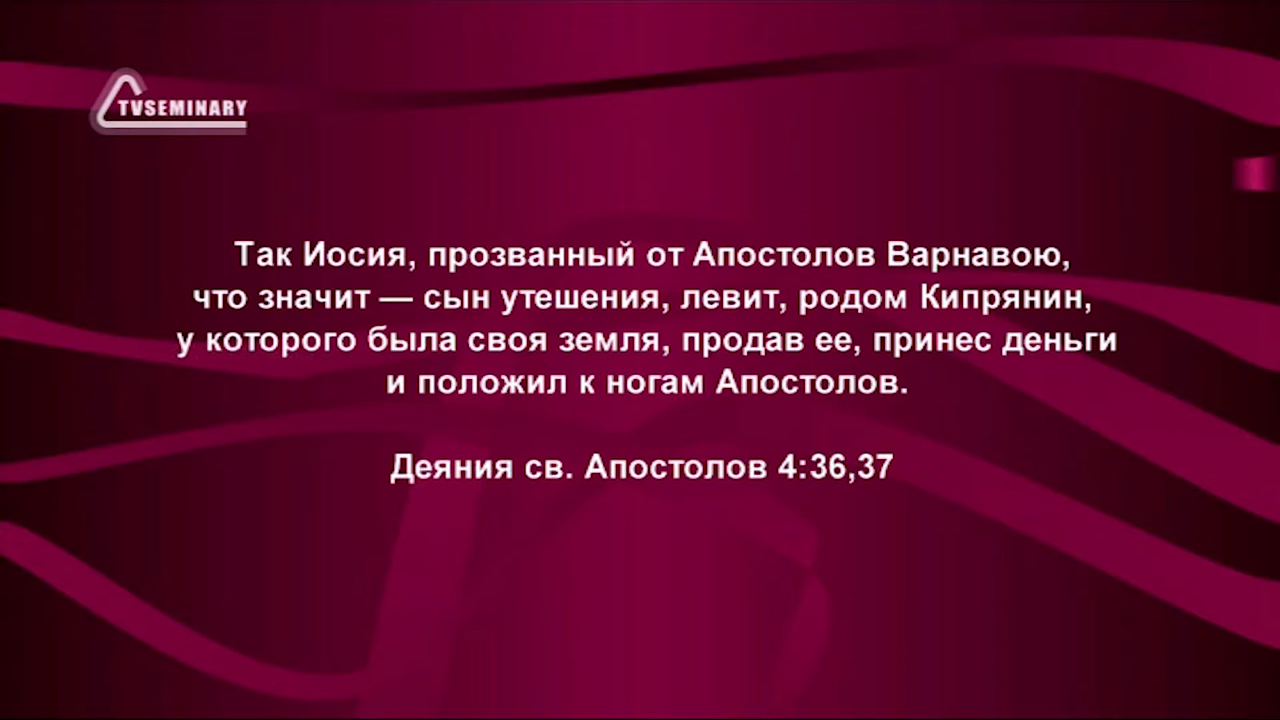 TVSEMINARY
Так Иосия, прозванный от Апостолов Варнавою,
что значит — сын утешения, левит, родом Кипрянин,
у которого была своя земля, продав ее, принес деньги
и положил к ногам Апостолов.
Деяния св. Апостолов 4:36,37